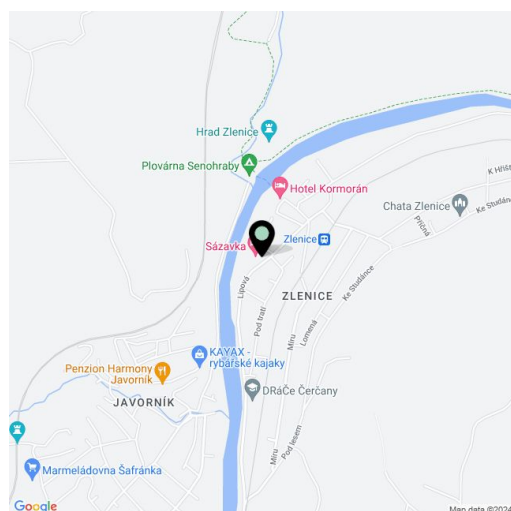 Hrad Zlenice
Plovárna Senohraby
Hotel Kormorán
K Hřišt
Chata Zlenice
Příčná
Ke Studánce
Sázavka
Zlenice
Lipová
ZLENICE
Ke Studánce
Pod tratí
Míru
Lomená
KAYAX -
rybářské kajaky
Penzion Harmony
Javorník
DRáČe Čerčany
JAVORNÍK
Míru
Pod lesem
Marmeládovna Šafránka
Google
Map data ©2024